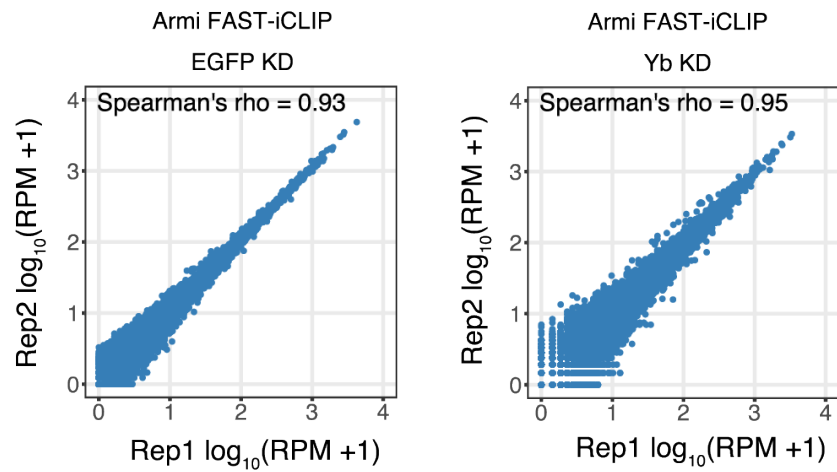 Armi FAST-iCLIP
EGFP KD
Spearman's rho = 0.93
4
3
2
1
0
Rep2 log10(RPM +1)
0 1 2 3 4
Rep1 log10(RPM +1)
Armi FAST-iCLIP
Yb KD
Spearman's rho = 0.95
4
3
2
1
0
Rep2 log10(RPM +1)
0 1 2 3 4
Rep1 log10(RPM +1)